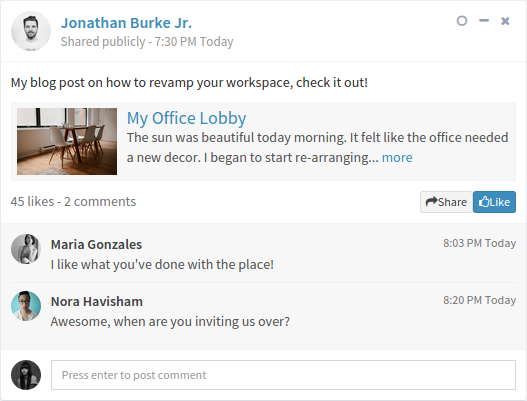 Jonathan Burke Jr.
Shared publicly - 7:30 PM Today
My blog post on how to revamp your workspace, check it out!
My Office Lobby
The sun was beautiful today morning. It felt like the office needed
a new decor. I began to start re-arranging... more
45 likes - 2 comments
Share
Like
Maria Gonzales
8:03 PM Today
I like what you've done with the place!
Nora Havisham
8:20 PM Today
Awesome, when are you inviting us over?
Press enter to post comment